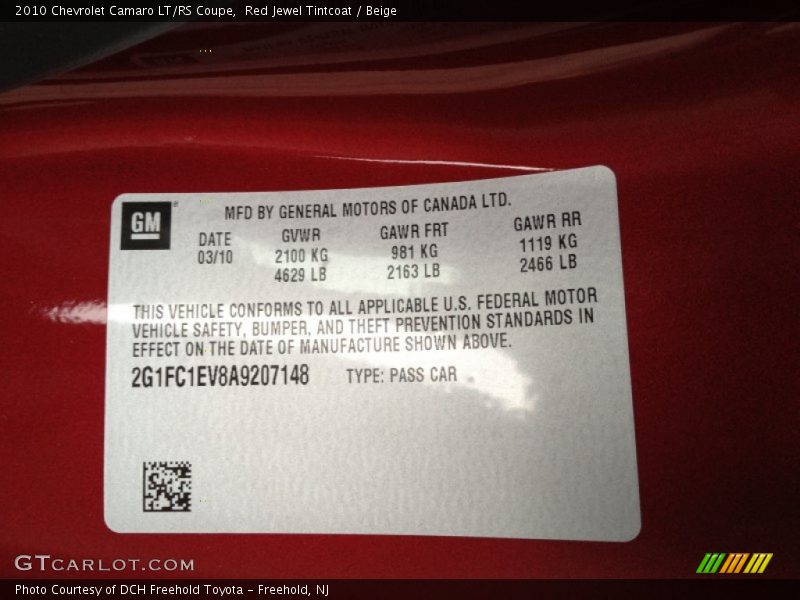 2010 Chevrolet Camaro LT/RS Coupe, Red Jewel Tintcoat / Beige
GM
MFD BY GENERAL MOTORS OF CANADA LTD.
DATE GVWR GAWR FRT GAWR RR
03/10 2100 KG 981 KG 1119 KG
4629 LB 2163 LB 2466 LB
THIS VEHICLE CONFORMS TO ALL APPLICABLE U.S. FEDERAL MOTOR
VEHICLE SAFETY, BUMPER, AND THEFT PREVENTION STANDARDS IN
EFFECT ON THE DATE OF MANUFACTURE SHOWN ABOVE.
2G1FC1EV8A9207148 TYPE: PASS CAR
GTCARLOT.COM
Photo Courtesy of DCH Freehold Toyota - Freehold, NJ